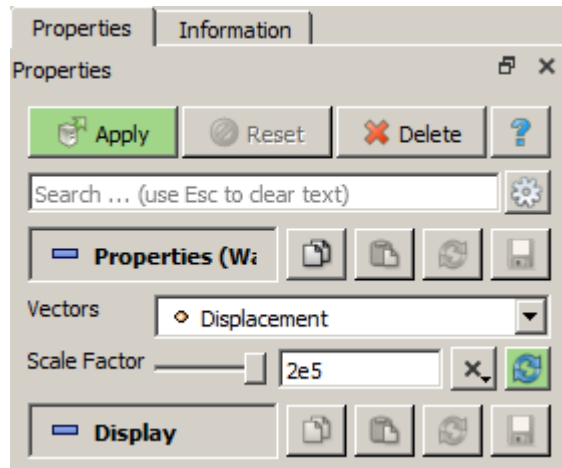 Properties Information
Properties
Apply Reset Delete ?
Search ... (use Esc to clear text)
Properties (Wa
Vectors Displacement
Scale Factor 2e5
Display